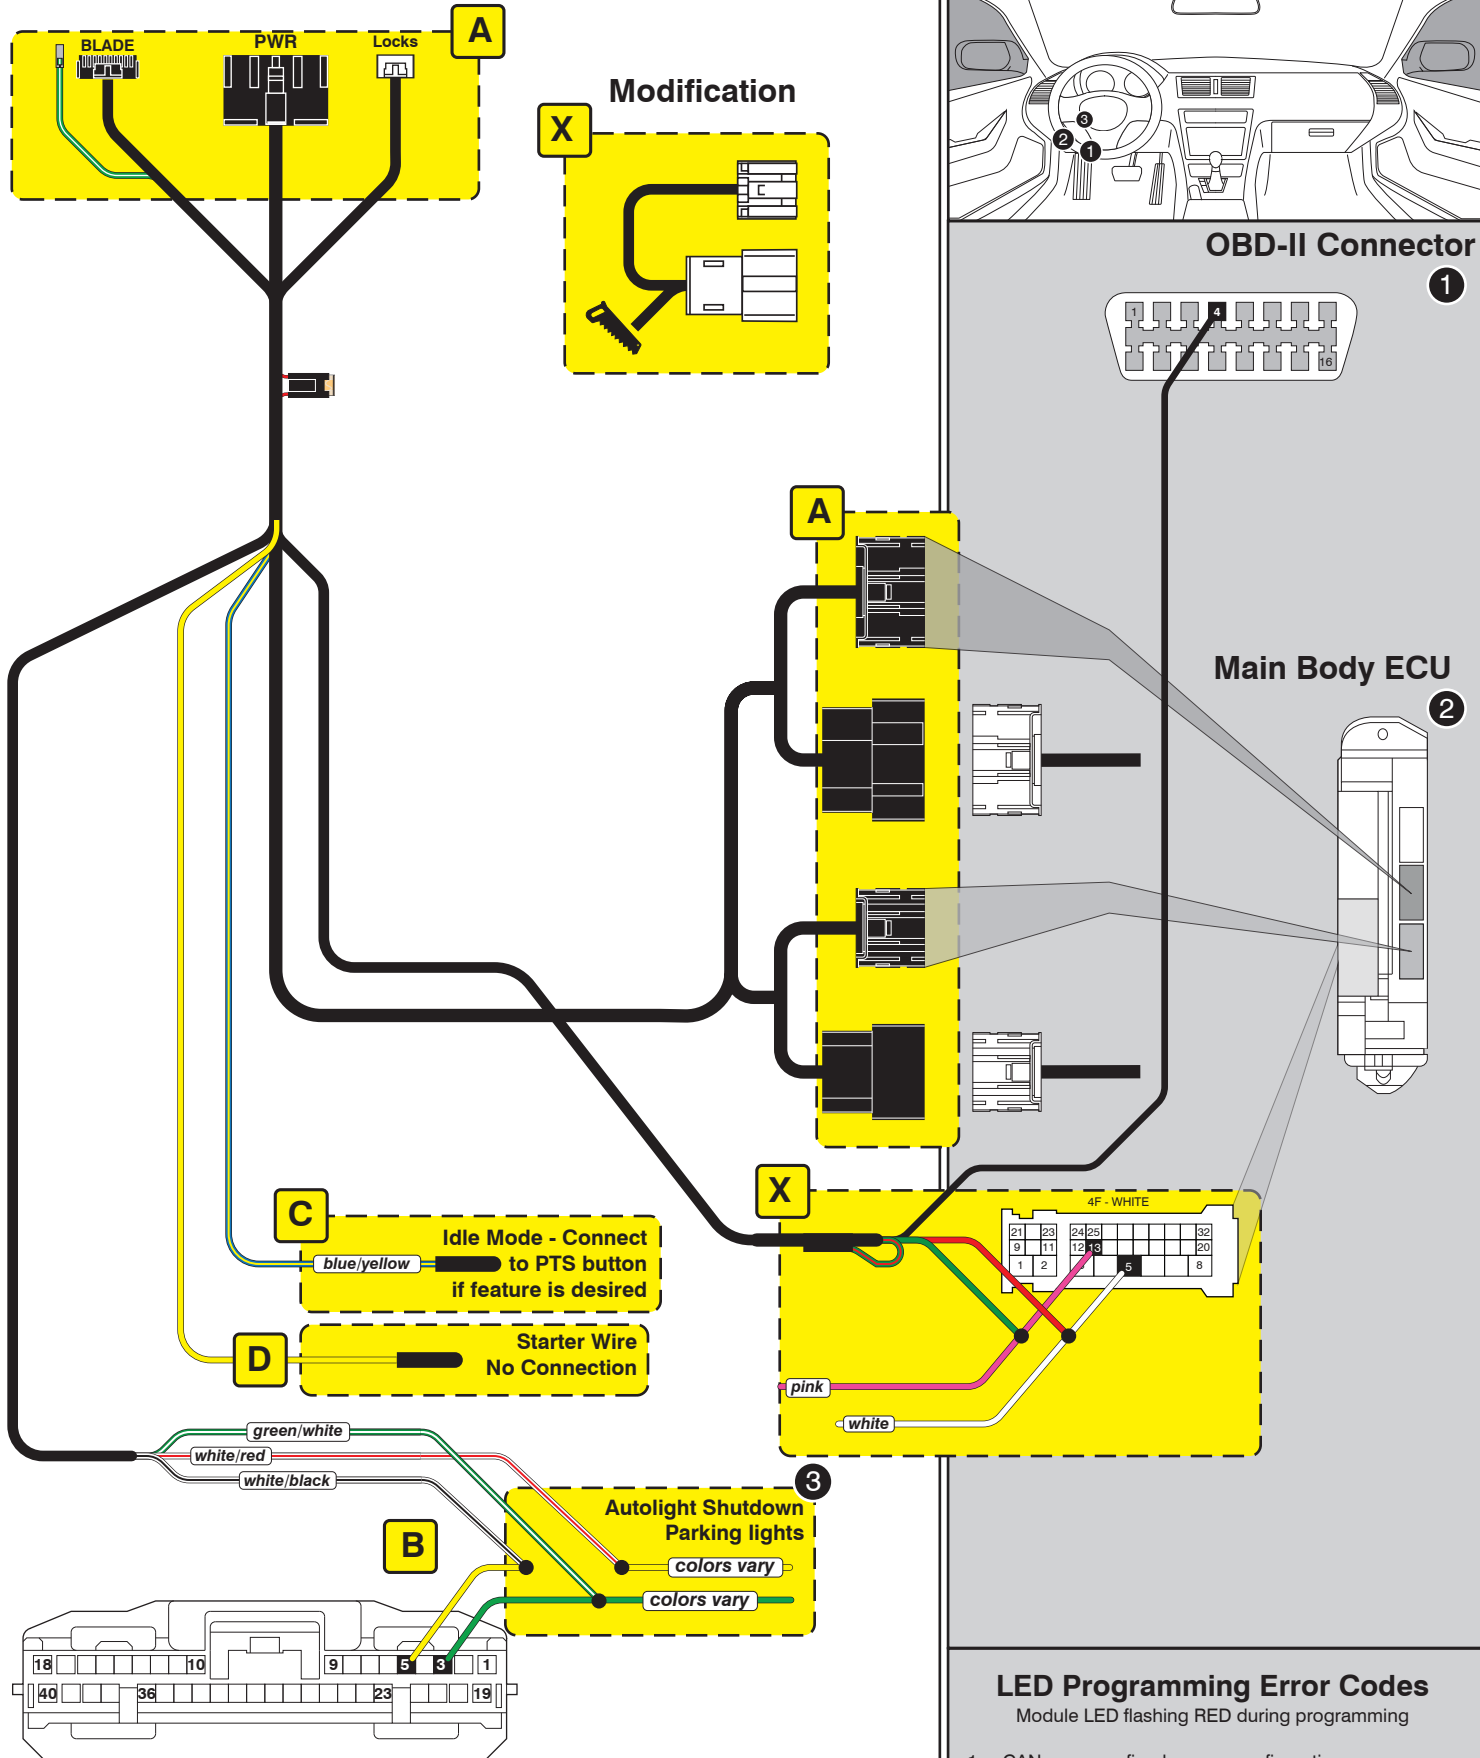 A
BLADE
PWR
Locks
Modification
X
3
2
1
OBD-II Connector
1
1
4
16
A
Main Body ECU
2
X
4F - WHITE
21 23 24 25 32
9 11 12 13 20
1 2 5 8
C
Idle Mode - Connect
blue/yellow
to PTS button
if feature is desired
D
Starter Wire
No Connection
pink
white
green/white
white/red
white/black
3
Autolight Shutdown
Parking lights
B
colors vary
colors vary
18 10 9 5 3 1
40 36 23 19
LED Programming Error Codes
Module LED flashing RED during programming